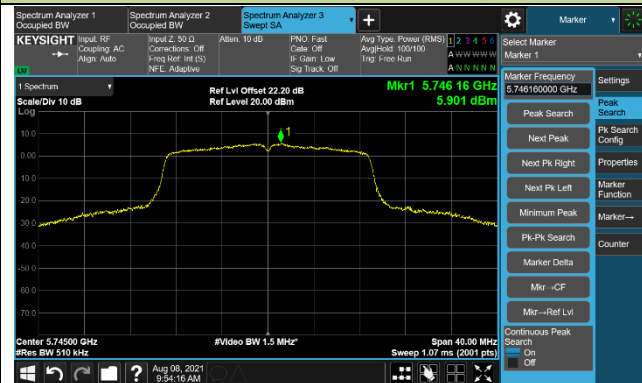 Spectrum Analyzer 1
Occupied BW
Spectrum Analyzer 2
Occupied BW
Spectrum Analyzer 3
Swept SA
Marker
KEYSIGHT
Input: RF
Coupling: AC
Align: Auto
Input Z: 50 Ω
Corrections: Off
Freq Ref: Int (S)
NFE: Adaptive
Atten: 10 dB
PNO: Fast
Gate: Off
IF Gain: Low
Sig Track: Off
Avg Type: Power (RMS)
Avg|Hold: 100/100
Trig: Free Run
1 2 3 4 5 6
A W W W W W
A N N N N N
LXI
Select Marker
Marker 1
1 Spectrum
Scale/Div 10 dB
Ref Lvl Offset 22.20 dB
Ref Level 20.00 dBm
Mkr1 5.746 16 GHz
5.901 dBm
Log
10.0
0.00
10.0
20.0
30.0
40.0
50.0
60.0
70.0
1
Center 5.74500 GHz
#Res BW 510 kHz
#Video BW 1.5 MHz*
Span 40.00 MHz
Sweep 1.07 ms (2001 pts)
Marker Frequency
5.746160000 GHz
Peak Search
Next Peak
Next Pk Right
Next Pk Left
Minimum Peak
Pk-Pk Search
Marker Delta
Mkr→CF
Mkr→Ref Lvl
Continuous Peak
Search
On
Off
Settings
Peak
Search
Pk Search
Config
Properties
Marker
Function
Marker→
Counter
?
Aug 08, 2021
9:54:16 AM